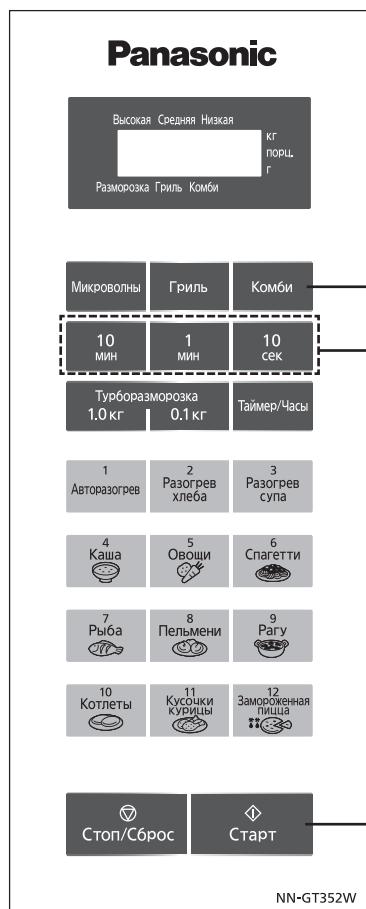 Panasonic
Высокая Средняя Низкая
кг
порц.
г
Разморозка Гриль Комби
Микроволны Гриль Комби
10 1 10
мин мин сек
Турборазморозка
1.0 кг 0.1 кг Таймер/Часы
1 2 3
Авторазогрев Разогрев хлеба Разогрев супа
4 5 6
Каша Овощи Спагетти
7 8 9
Рыба Пельмени Рагу
10 11 12
Котлеты Кусочки курицы Замороженная пицца
Стоп/Сброс Старт
NN-GT352W